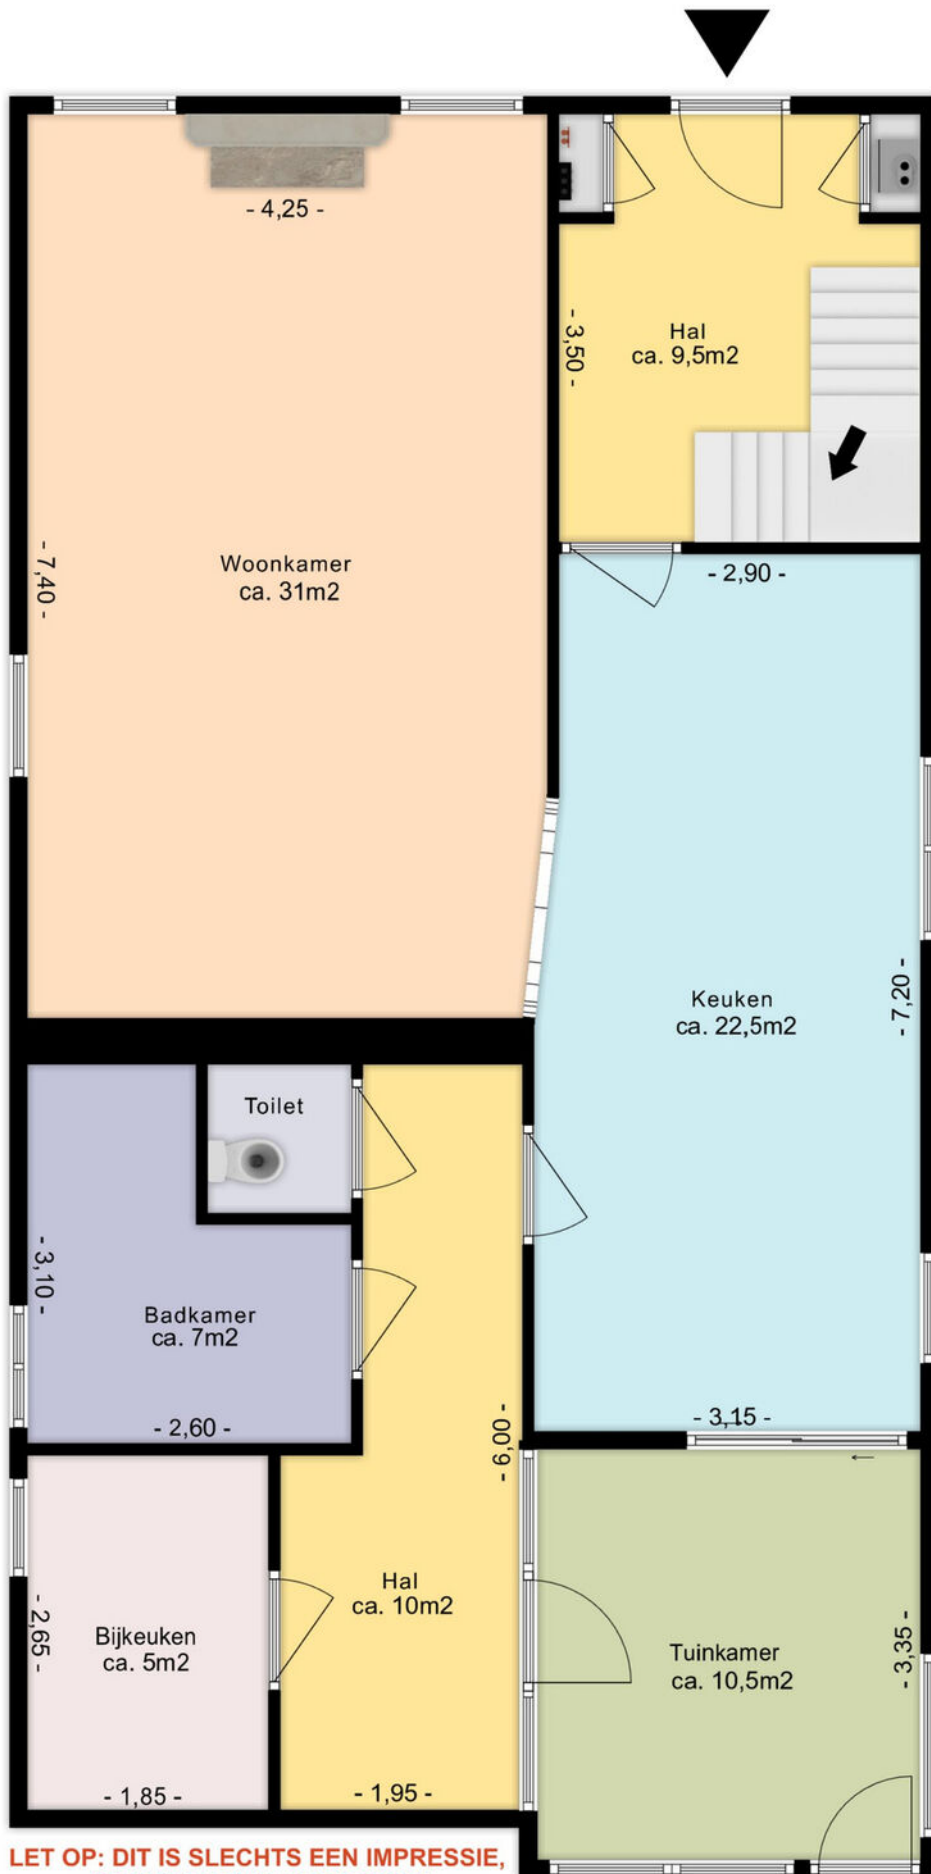 - 4,25 -
Hal
ca. 9,5m2
- 3,50 -
Woonkamer
ca. 31m2
- 7,40 -
- 2,90 -
Keuken
ca. 22,5m2
- 7,20 -
Toilet
- 3,10 -
Badkamer
ca. 7m2
- 2,60 -
- 3,15 -
- 6,00 -
Hal
ca. 10m2
- 2,65 -
Bijkeuken
ca. 5m2
- 3,35 -
Tuinkamer
ca. 10,5m2
- 1,85 -
- 1,95 -
LET OP: DIT IS SLECHTS EEN IMPRESSIE,